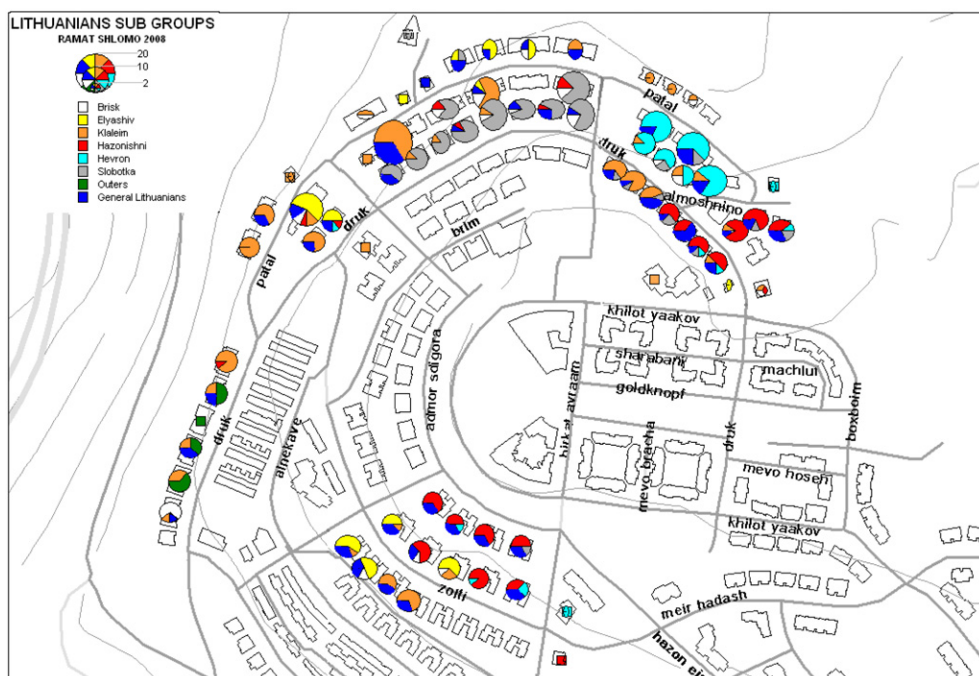 LITHUANIANS SUB GROUPS
RAMAT SHLOMO 2008
20
10
2
Brisk
Elyashiv
Klaleim
Hazonishni
Hevron
Slobotka
Outers
General Lithuanians
patal
druk
almoshnino
druk
brim
patal
khilot yaakov
sharabani
machlui
goldknopf
admor sdigora
birkat avraam
boxboim
druk
alnekave
mevo bracha
druk
mevo hoseh
khilot yaakov
zolti
meir hadash
hazon eis